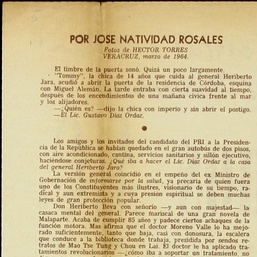 POR JOSE NATIVIDAD ROSALES
Fotos de HECTOR TORRES
VERACRUZ, marzo de 1964.
El timbre de la puerta sonó. Quizá un poco largamente.
"Tommy", la chica de 14 años que cuida al general Heriberto
Jara, acudió a abrir la puerta de la residencia de Córdoba, esquina
con Miguel Alemán. La tarde entraba con cierta suavidad al tiempo,
después de los encendimientos de una mañana cívica frente al mar
y los alijadores.
—¿Quién es? —dijo la chica con imperio y sin abrir el postigo.
—El Lic. Gustavo Díaz Ordaz.
Los amigos y los invitados del candidato del PRI a la Presiden-
cia de la República se habían quedado en el gran autobús de dos pisos,
con aire acondicionado, cantina, servicios sanitarios y sillón ejecutivo,
haciéndose conjeturas. ¿Qué iba a hacer el Lic. Díaz Ordaz a la casa
del general Heriberto Jara?
La versión general coincidió en el empeño del ex Ministro de
Gobernación de informarse por la salud, ya precaria de quien fuera
uno de los Constituyentes más ilustres, visionario de su tiempo, ra-
dical y aun extremista y a cuya presión espiritual se deben muchas
leyes de gran protección popular.
Don Heriberto lleva con señorío —y aun con majestad— la
casaca mental del general. Parece mariscal de una gran novela de
Malaparte. Acaba de cumplir 85 años y padece ciertos achaques de la
función motora. Mas afirma que el doctor Moreno Valle lo ha mejo-
rado suficientemente, tanto que baja, casi con donosura, la escalera
que conduce a la biblioteca donde trabaja, presidida por sendos re-
tratos de Mao Tse Tung y Chou en Lai. El doctor le ha aplicado tra-
tamientos revolucionarios —¡cómo iba a soportar un tratamiento, no